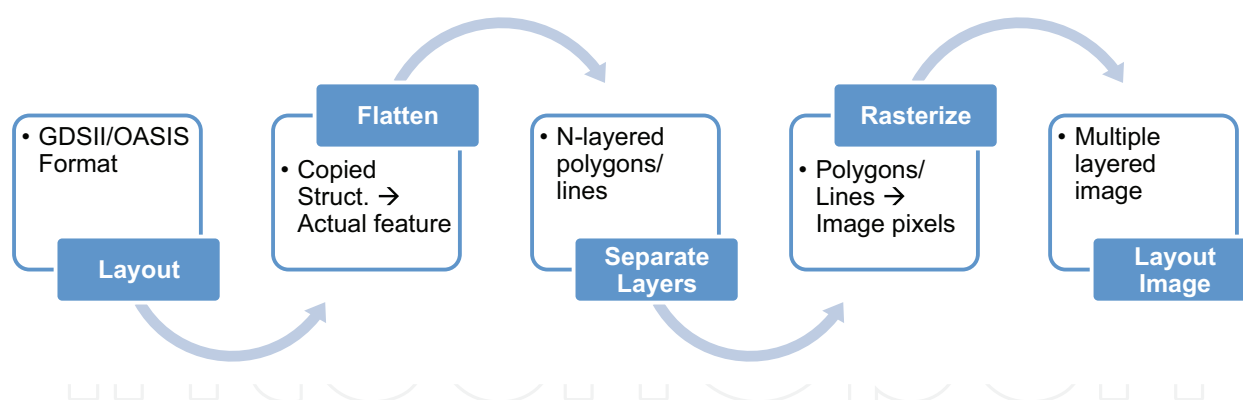 • GDSII/OASIS
Format
Layout
Flatten
• Copied
Struct. →
Actual feature
• N-layered
polygons/
lines
Separate
Layers
Rasterize
• Polygons/
Lines →
Image pixels
• Multiple
layered
image
Layout
Image